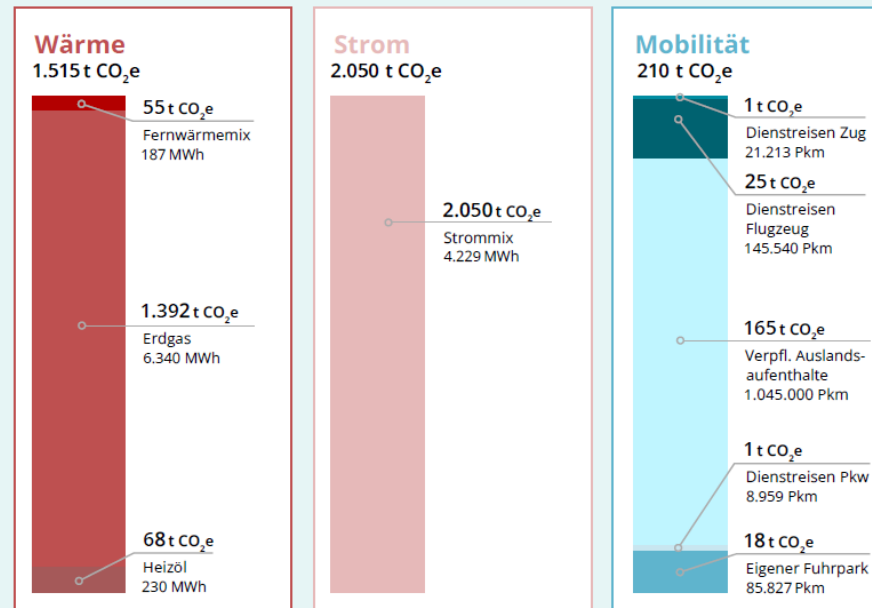 Wärme
1.515 t CO₂e
55 t CO₂e
Fernwärmemix
187 MWh
1.392 t CO₂e
Erdgas
6.340 MWh
68 t CO₂e
Heizöl
230 MWh
Strom
2.050 t CO₂e
2.050 t CO₂e
Strommix
4.229 MWh
Mobilität
210 t CO₂e
1 t CO₂e
Dienstreisen Zug
21.213 Pkm
25 t CO₂e
Dienstreisen
Flugzeug
145.540 Pkm
165 t CO₂e
Verpfl. Auslands-
aufenthalte
1.045.000 Pkm
1 t CO₂e
Dienstreisen Pkw
8.959 Pkm
18 t CO₂e
Eigener Fuhrpark
85.827 Pkm